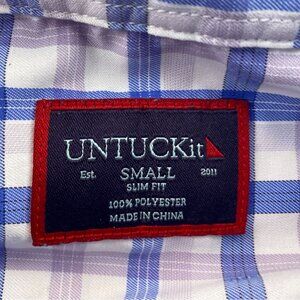 UNTUCKit
Est. SMALL 2011
SLIM FIT
100% POLYESTER
MADE IN CHINA